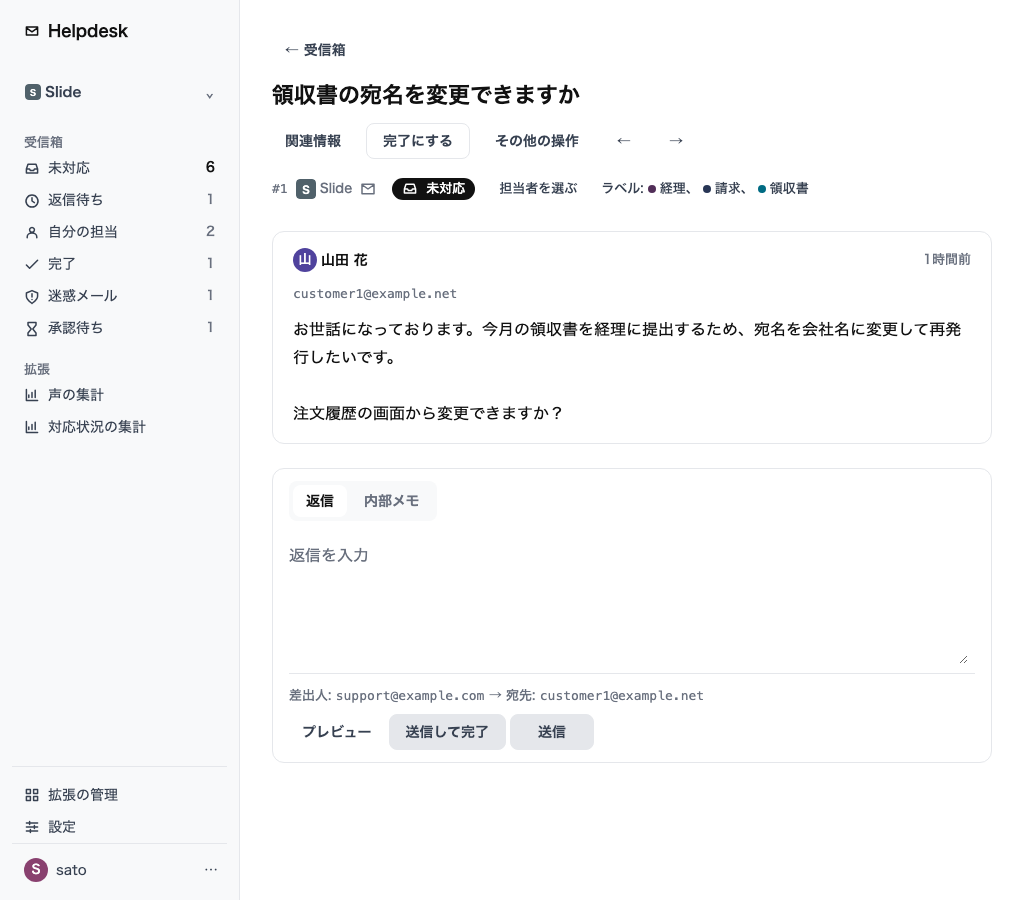 Helpdesk
S Slide
受信箱
未対応 6
返信待ち 1
自分の担当 2
完了 1
迷惑メール 1
承認待ち 1
拡張
声の集計
対応状況の集計
拡張の管理
設定
S sato ···
← 受信箱
領収書の宛名を変更できますか
関連情報 完了にする その他の操作 ← →
#1 S Slide 未対応 担当者を選ぶ ラベル: 経理、 請求、 領収書
山 山田 花 1時間前
customer1@example.net
お世話になっております。今月の領収書を経理に提出するため、宛名を会社名に変更して再発
行したいです。
注文履歴の画面から変更できますか？
返信 内部メモ
返信を入力
差出人: support@example.com → 宛先: customer1@example.net
プレビュー 送信して完了 送信